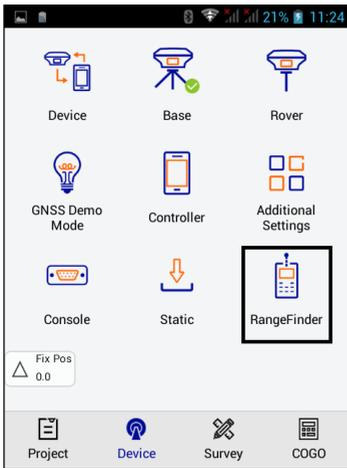 21% 11:24
Device
Base
Rover
GNSS Demo
Mode
Controller
Additional
Settings
Console
Static
RangeFinder
Fix Pos
0.0
Project
Device
Survey
COGO